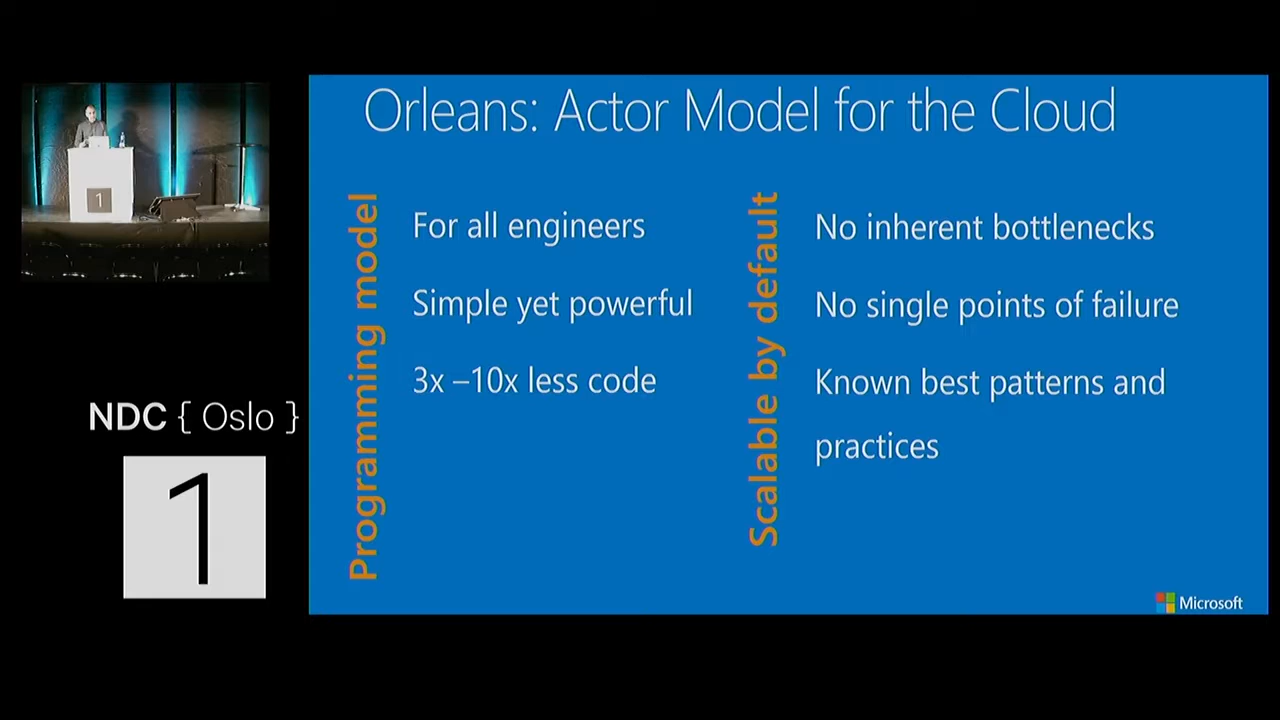 Orleans: Actor Model for the Cloud
Programming model
For all engineers
Simple yet powerful
3x –10x less code
Scalable by default
No inherent bottlenecks
No single points of failure
Known best patterns and
practices
Microsoft
1
NDC { Oslo }
1